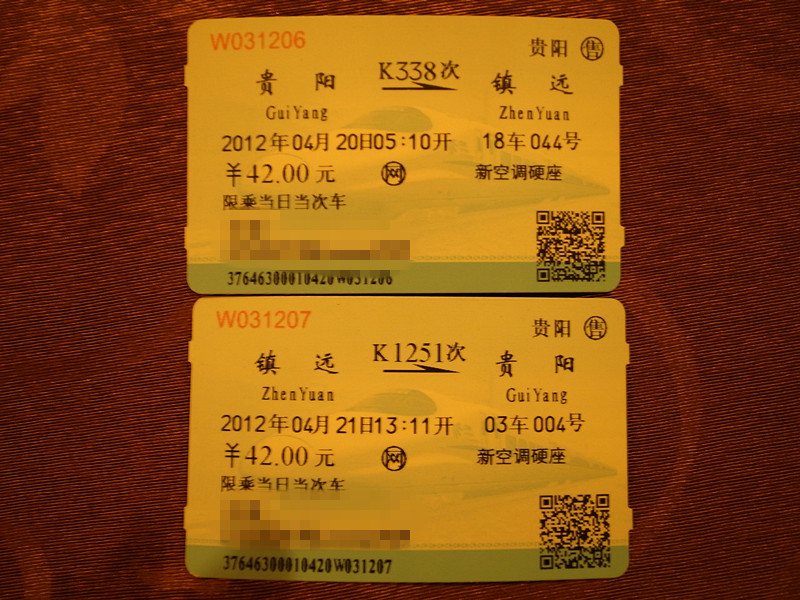 W031206 贵阳 售
贵阳 K338次 镇远
GuiYang ZhenYuan
2012年04月20日05:10开 18车044号
￥42.00元 网 新空调硬座
限乘当日当次车
37646300010420W031206
W031207 贵阳 售
镇远 K1251次 贵阳
ZhenYuan GuiYang
2012年04月21日13:11开 03车004号
￥42.00元 网 新空调硬座
限乘当日当次车
37646300010420W031207